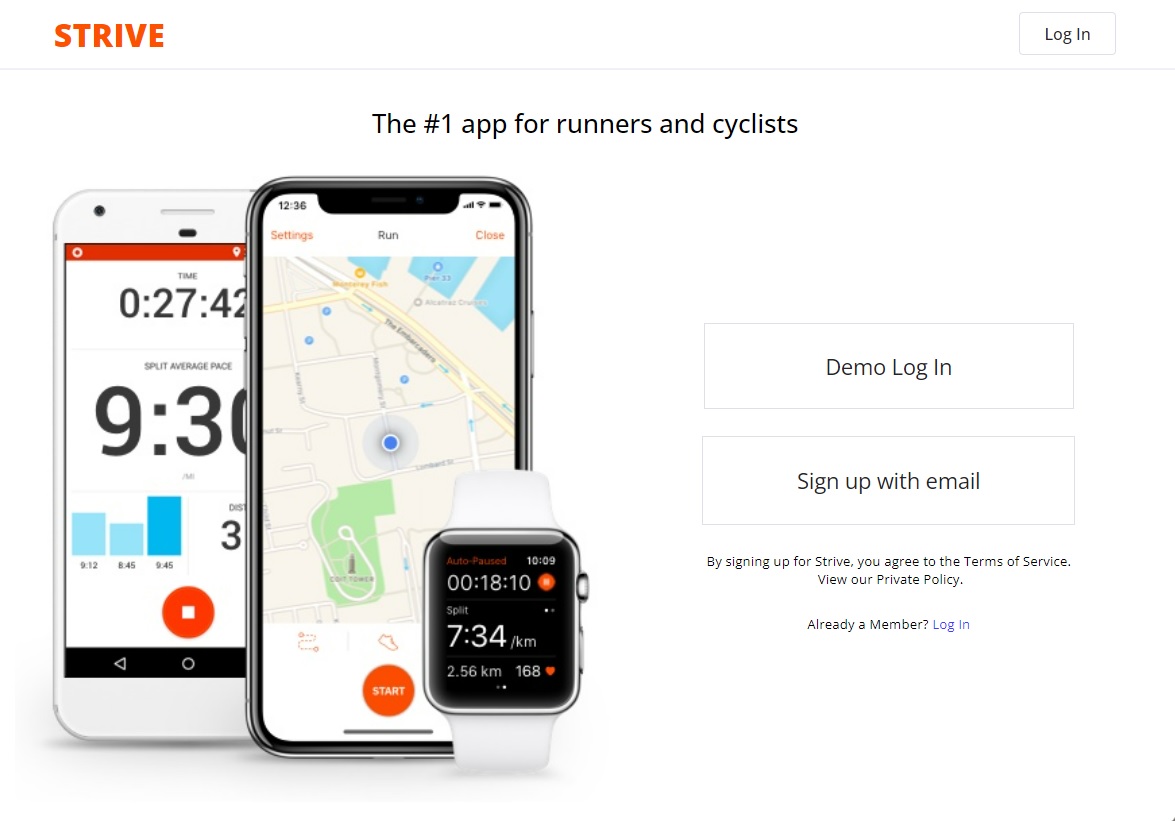 STRIVE
Log In
The #1 app for runners and cyclists
TIME
0:27:42
SPLIT AVERAGE PACE
9:30
/MI
9:12 8:45 9:45
3
12:36
Settings Run Close
Monterey Fish
Pier 33
Alcatraz Cruises
The Embarcadero
Montgomery St
Kearny St
Lombard St
COIT TOWER
START
Auto-Paused 10:09
00:18:10
Split
7:34 /km
2.56 km 168
Demo Log In
Sign up with email
By signing up for Strive, you agree to the Terms of Service.
View our Private Policy.
Already a Member? Log In